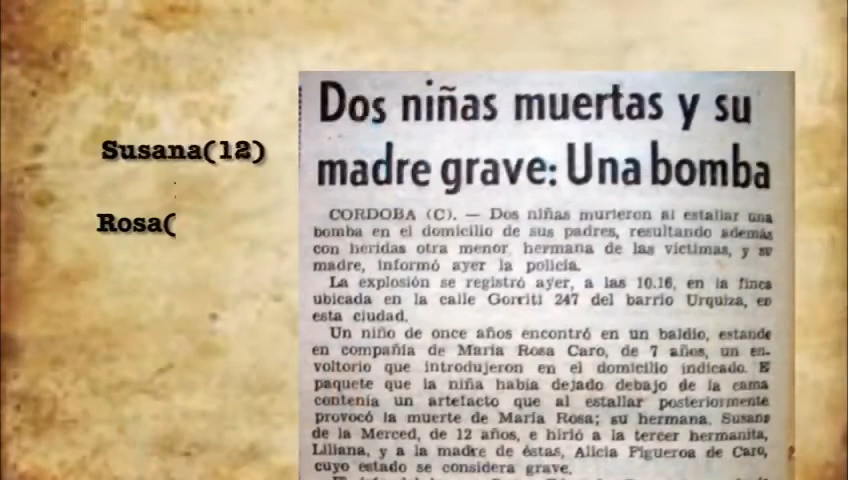 Susana(12)
Rosa(
Dos niñas muertas y su
madre grave: Una bomba
CORDOBA (C). — Dos niñas murieron al estallar una
bomba en el domicilio de sus padres, resultando además
con heridas otra menor, hermana de las víctimas, y su
madre, informó ayer la policía.
La explosión se registró ayer, a las 10.16, en la finca
ubicada en la calle Gorriti 247 del barrio Urquiza, en
esta ciudad.
Un niño de once años encontró en un baldío, estando
en compañía de María Rosa Caro, de 7 años, un en-
voltorio que introdujeron en el domicilio indicado. E
paquete que la niña había dejado debajo de la cama
contenía un artefacto que al estallar posteriormente
provocó la muerte de María Rosa; su hermana, Susana
de la Merced, de 12 años, e hirió a la tercer hermanita,
Liliana, y a la madre de éstas, Alicia Figueroa de Caro,
cuyo estado se considera grave.